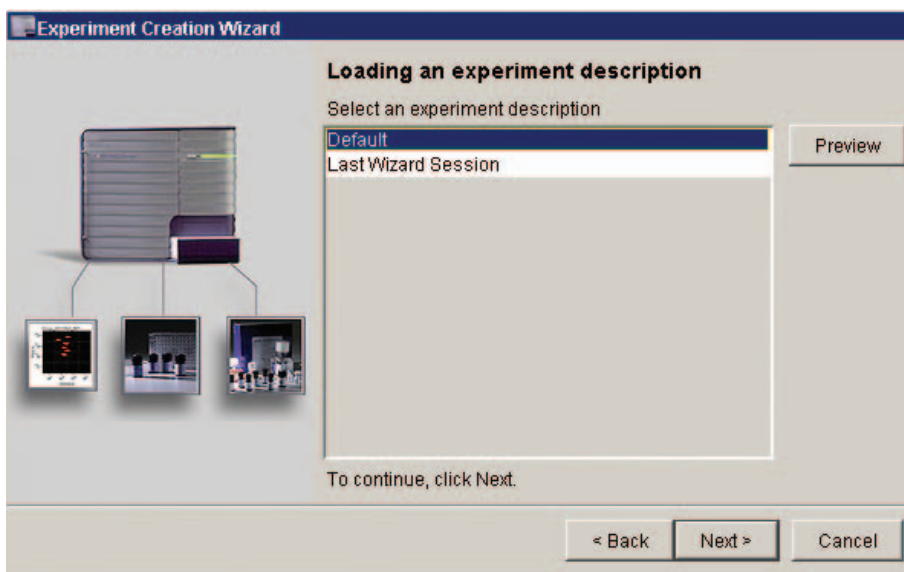 Experiment Creation Wizard
Loading an experiment description
Select an experiment description
Default
Preview
Last Wizard Session
To continue, click Next.
< Back
Next >
Cancel